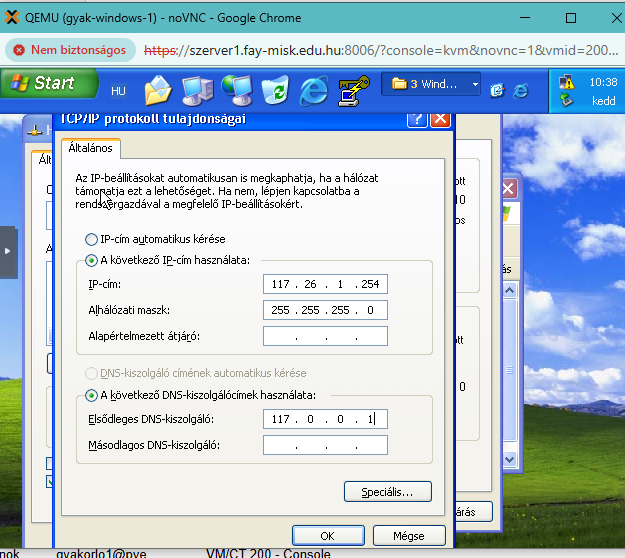 QEMU (gyak-windows-1) - noVNC - Google Chrome
Nem biztonságos
https://szerver1.fay-misk.edu.hu:8006/?console=kvm&novnc=1&vmid=200...
Start
HU
3 Wind...
10:38
kedd
TCP/IP protokoll tulajdonságai
Általános
Az IP-beállításokat automatikusan is megkaphatja, ha a hálózat
támogatja ezt a lehetőséget. Ha nem, lépjen kapcsolatba a
rendszergazdával a megfelelő IP-beállításokért.
IP-cím automatikus kérése
A következő IP-cím használata:
IP-cím: 117 . 26 . 1 . 254
Alhálózati maszk: 255 . 255 . 255 . 0
Alapértelmezett átjáró: . . .
DNS-kiszolgáló címének automatikus kérése
A következő DNS-kiszolgálócímek használata:
Elsődleges DNS-kiszolgáló: 117 . 0 . 0 . 1
Másodlagos DNS-kiszolgáló: . . .
Speciális...
OK
Mégse
gyakorlo1@pve
VM/CT 200 - Console